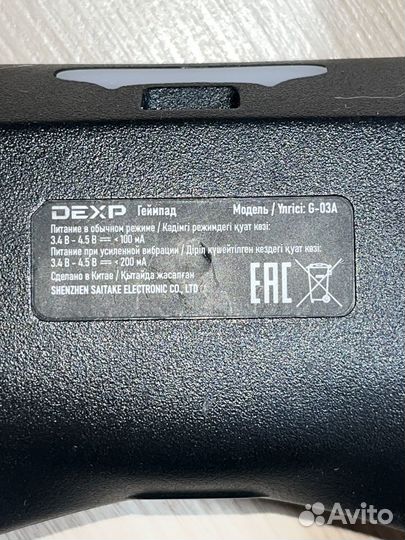 DEXP Геймпад Модель / Үлгісі: G-03A
Питание в обычном режиме / Кәдімгі режимдегі қуат көзі:
3.4 В - 4.5 В ⎓ <100 мА
Питание при усиленной вибрации / Діріл күшейтілген кездегі қуат көзі:
3.4 В - 4.5 В ⎓ < 200 мА
Сделано в Китае / Қытайда жасалған
SHENZHEN SAITAKE ELECTRONIC CO., LTD
EAC
Avito